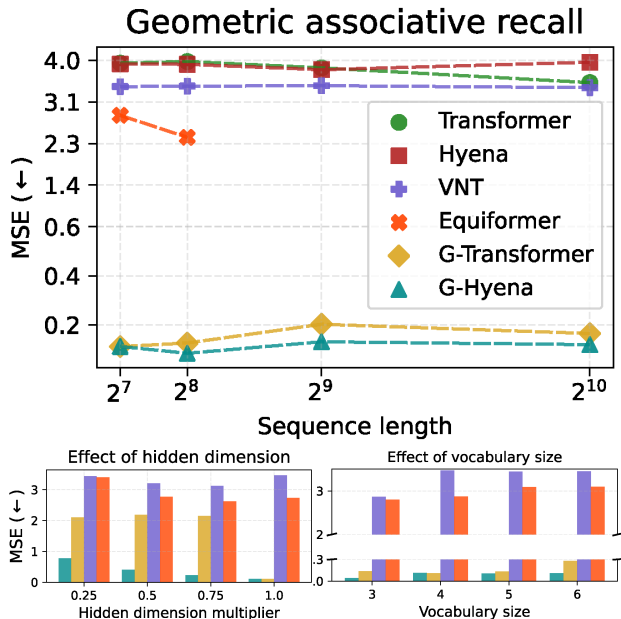 Geometric associative recall
4.0
3.1
2.3
1.4
0.6
0.4
0.2
MSE (←)
Transformer
Hyena
VNT
Equiformer
G-Transformer
G-Hyena
2^7
2^8
2^9
2^10
Sequence length
Effect of hidden dimension
3
2
1
0
MSE (←)
0.25
0.5
0.75
1.0
Hidden dimension multiplier
Effect of vocabulary size
3
2
.3
.0
3
4
5
6
Vocabulary size